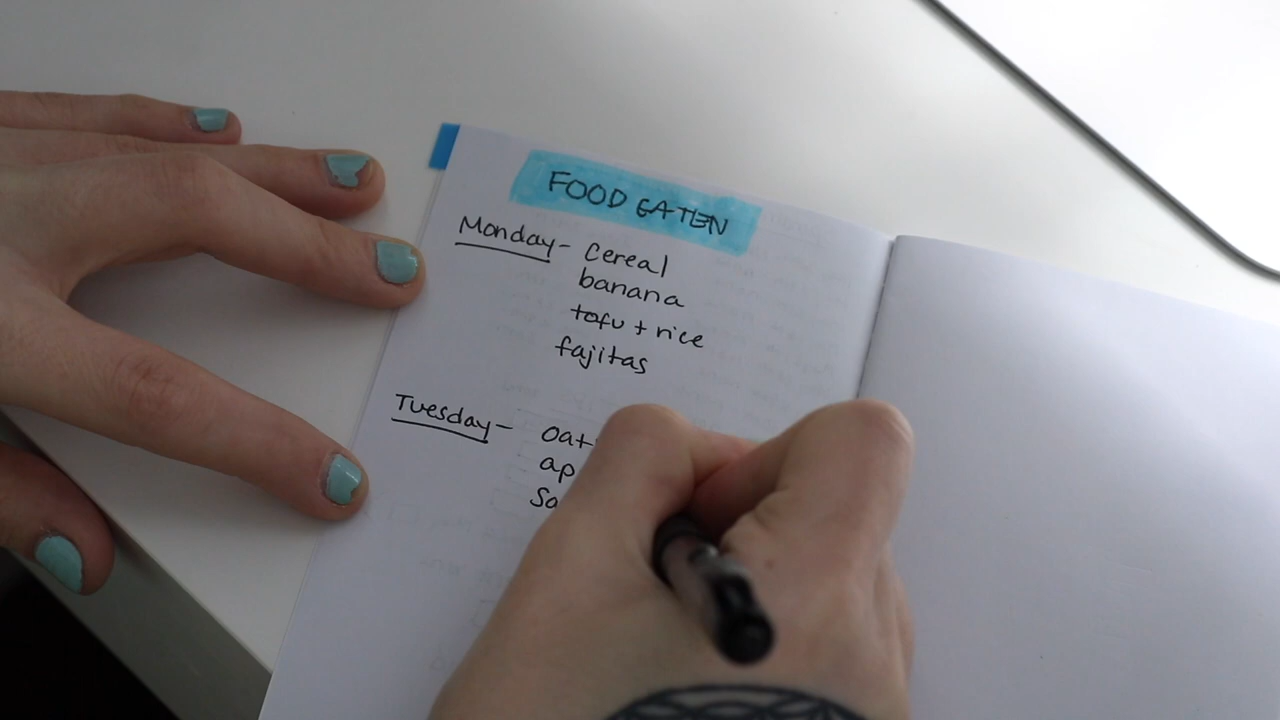 FOOD EATEN
Monday - cereal
banana
tofu + rice
fajitas
Tuesday -